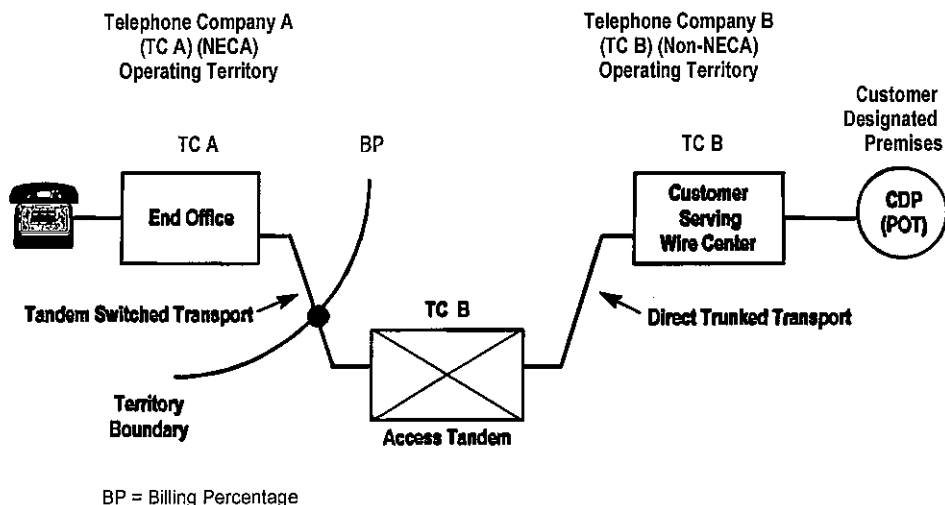 Telephone Company A
(TC A) (NECA)
Operating Territory
Telephone Company B
(TC B) (Non-NECA)
Operating Territory
Customer
Designated
Premises
TC A
BP
TC B
End Office
Customer
Serving
Wire Center
CDP
(POT)
Tandem Switched Transport
TC B
Direct Trunked Transport
Territory
Boundary
Access Tandem
BP = Billing Percentage